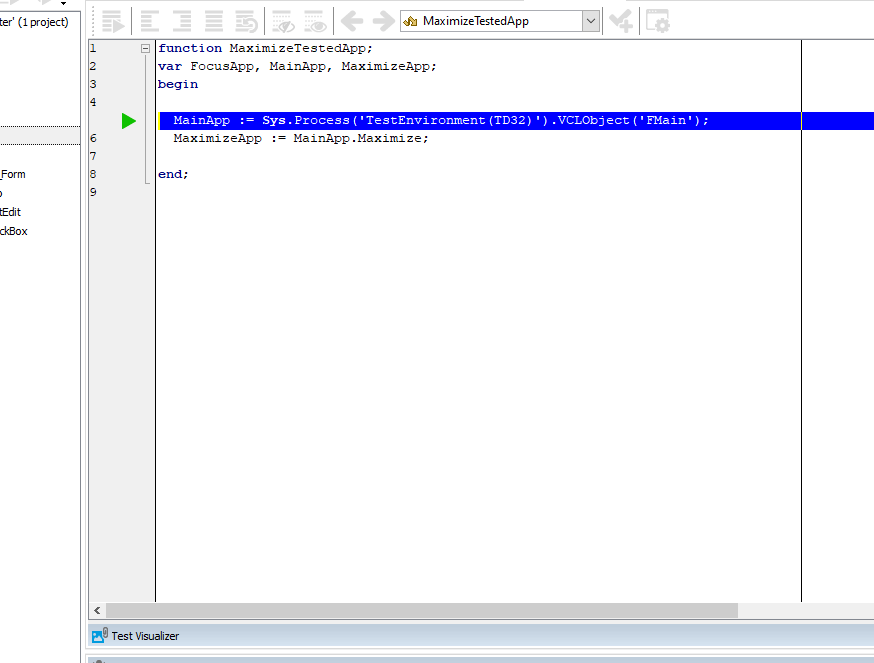 ter' (1 project)
MaximizeTestedApp
1 function MaximizeTestedApp;
2 var FocusApp, MainApp, MaximizeApp;
3 begin
4
MainApp := Sys.Process('TestEnvironment(TD32)').VCLObject('FMain');
6 MaximizeApp := MainApp.Maximize;
7
_Form
8 end;
9
tEdit
ckBox
Test Visualizer